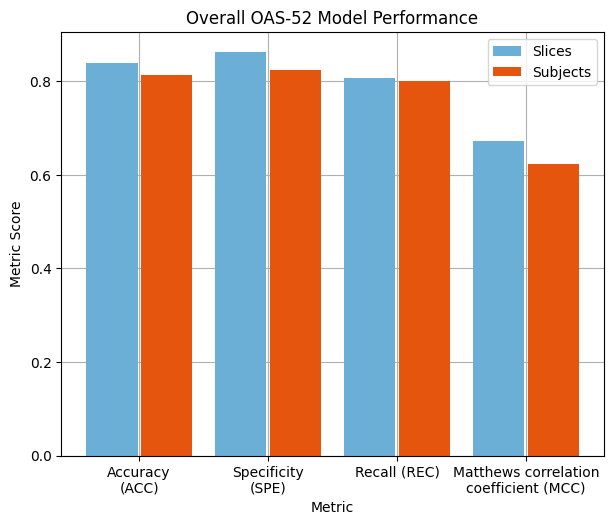 Overall OAS-52 Model Performance
Slices
Subjects
Metric Score
0.8
0.6
0.4
0.2
0.0
Accuracy
(ACC)
Specificity
(SPE)
Recall (REC)
Matthews correlation
coefficient (MCC)
Metric